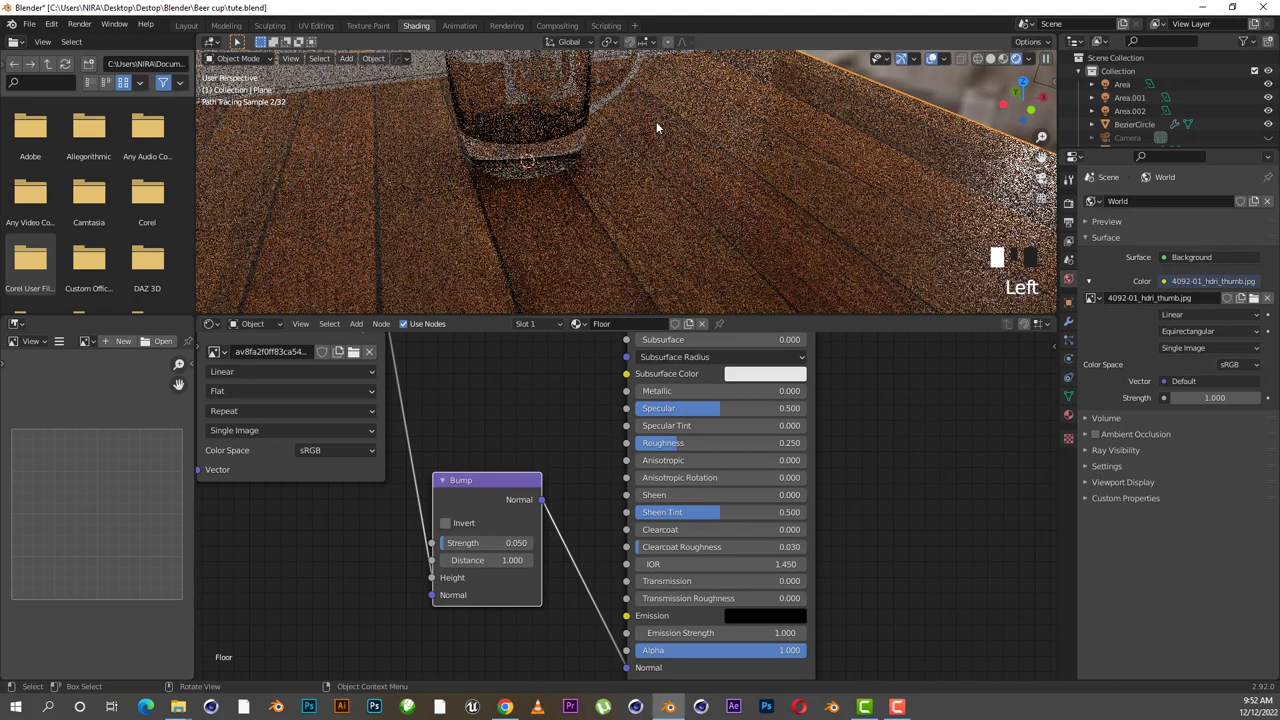 Blender* [C:\Users\NIRA\Desktop\Destop\Blender\Beer cup\tute.blend]
File Edit Render Window Help
Layout Modeling Sculpting UV Editing Texture Paint Shading Animation Rendering Compositing Scripting
Scene View Layer
View Select
Global
Options
C:\Users\NIRA\Desk...
Object Mode View Select Add Object
User Perspective
(1) Collection | Plane
Path Tracing Sample 2/32
Scene Collection
Collection
Area
Area.001
Area.002
BezierCircle
Camera
Adobe Allegorithmic Any Audio Co...
Any Video Co... Camtasia Corel
Corel User Fil... Custom Offic... DAZ 3D
Left
Scene World
World
Preview
Surface
Surface Background
Color 4092-01_hdri_thumb.jpg
4092-01_hdri_thumb.jpg
Linear
Equirectangular
Single Image
Color Space sRGB
Vector Default
Strength 1.000
Volume
Ambient Occlusion
Ray Visibility
Settings
Viewport Display
Custom Properties
View New Open
Object View Select Add Node Use Nodes Slot 1 Floor
av8fa2f0ff83ca54...
Linear
Flat
Repeat
Single Image
Color Space sRGB
Vector
Bump
Normal
Invert
Strength 0.050
Distance 1.000
Height
Normal
Subsurface 0.000
Subsurface Radius
Subsurface Color
Metallic 0.000
Specular 0.500
Specular Tint 0.000
Roughness 0.250
Anisotropic 0.000
Anisotropic Rotation 0.000
Sheen 0.000
Sheen Tint 0.500
Clearcoat 0.000
Clearcoat Roughness 0.030
IOR 1.450
Transmission 0.000
Transmission Roughness 0.000
Emission
Emission Strength 1.000
Alpha 1.000
Normal
Floor
Select Box Select Rotate View Object Context Menu 2.92.0
9:52 AM
12/12/2022